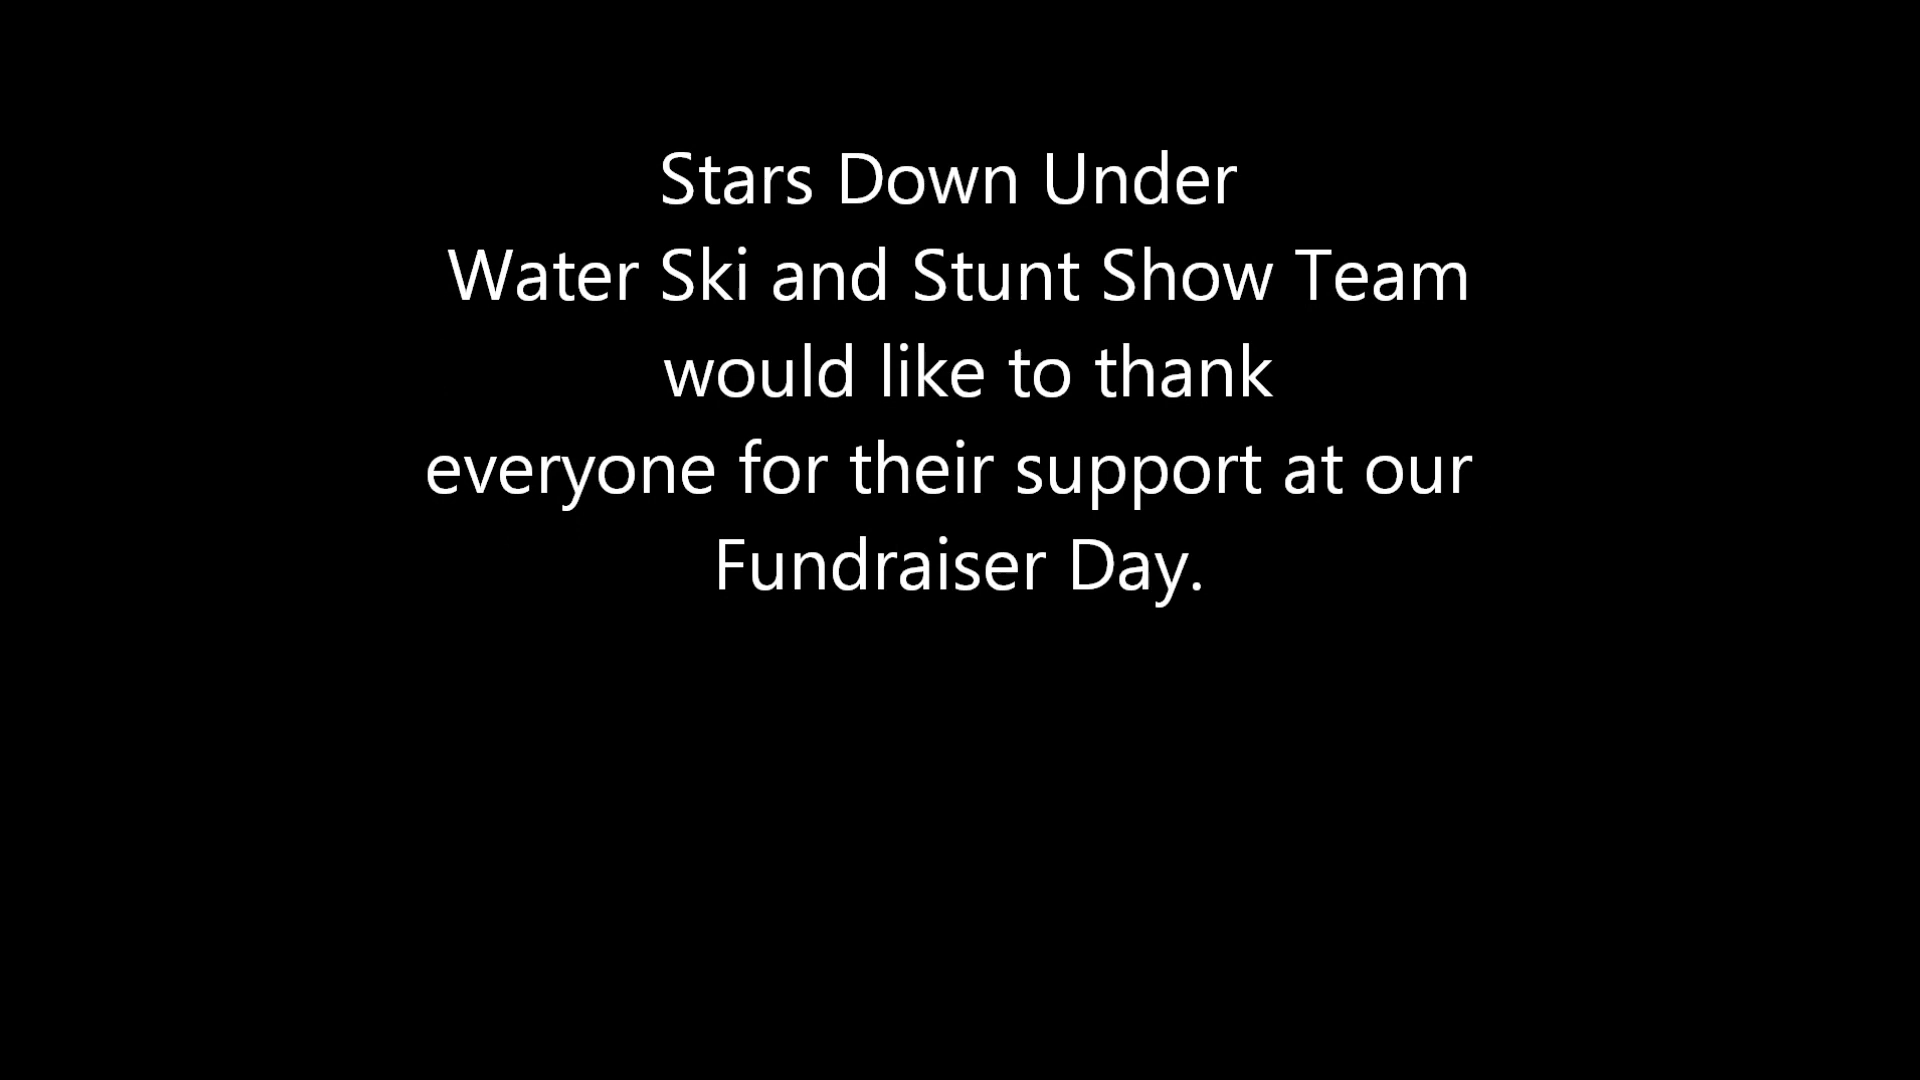 Stars Down Under
Water Ski and Stunt Show Team
would like to thank
everyone for their support at our
Fundraiser Day.